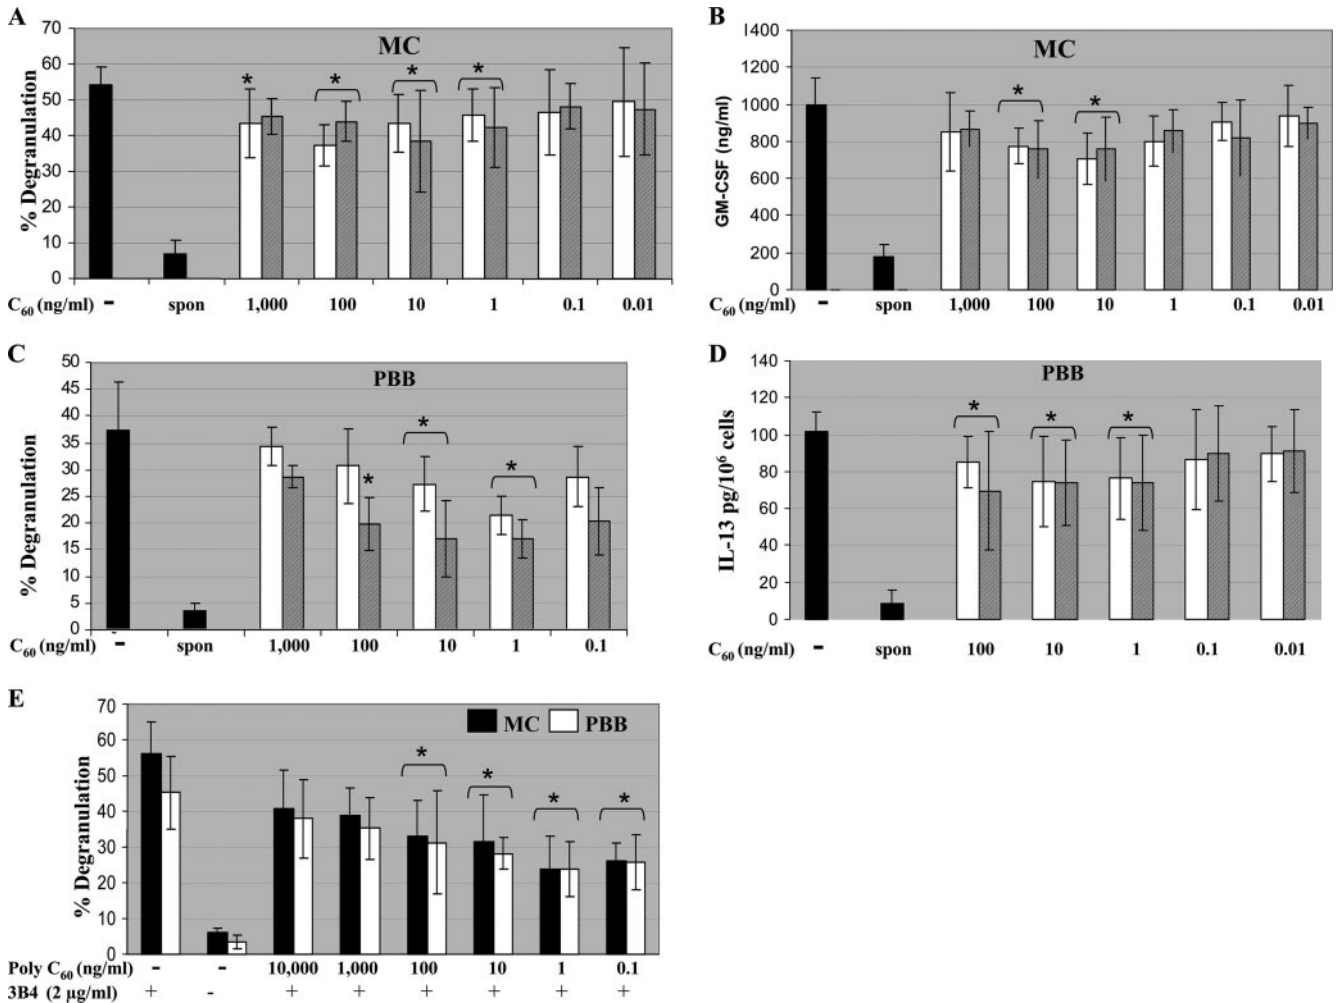 A
MC
% Degranulation
70
60
50
40
30
20
10
0
* * * *
C60 (ng/ml) - spon 1,000 100 10 1 0.1 0.01
B
MC
GM-CSF (ng/ml)
1400
1200
1000
800
600
400
200
0
* *
C60 (ng/ml) - spon 1,000 100 10 1 0.1 0.01
C
PBB
% Degranulation
50
45
40
35
30
25
20
15
10
5
0
* * *
C60 (ng/ml) - spon 1,000 100 10 1 0.1
D
PBB
IL-13 pg/10^6 cells
140
120
100
80
60
40
20
0
* * *
C60 (ng/ml) - spon 100 10 1 0.1 0.01
E
MC PBB
% Degranulation
70
60
50
40
30
20
10
0
* * * *
Poly C60 (ng/ml) - - 10,000 1,000 100 10 1 0.1
3B4 (2 µg/ml) + - + + + + + +